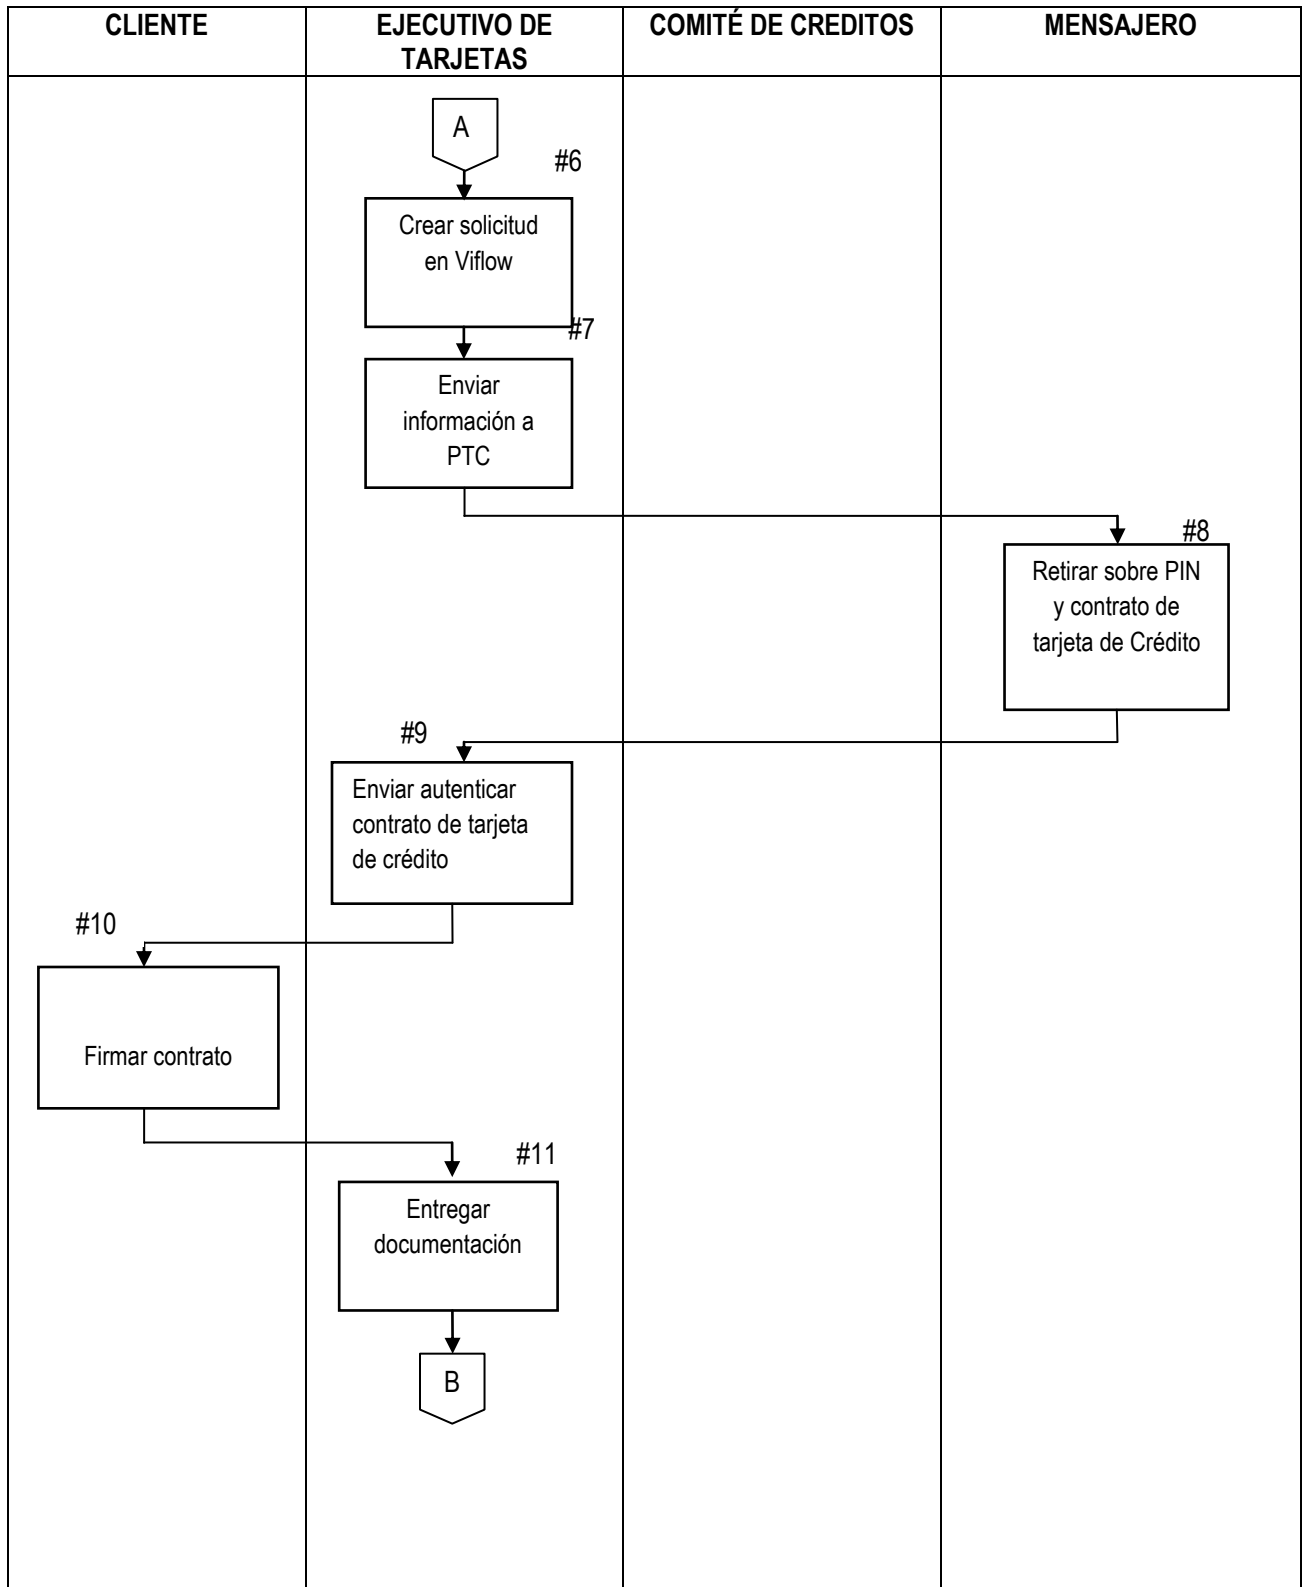 CLIENTE
EJECUTIVO DE
TARJETAS
COMITÉ DE CREDITOS
MENSAJERO
A
#6
Crear solicitud
en Viflow
#7
Enviar
información a
PTC
#8
Retirar sobre PIN
y contrato de
tarjeta de Crédito
#9
Enviar autenticar
contrato de tarjeta
de crédito
#10
Firmar contrato
#11
Entregar
documentación
B